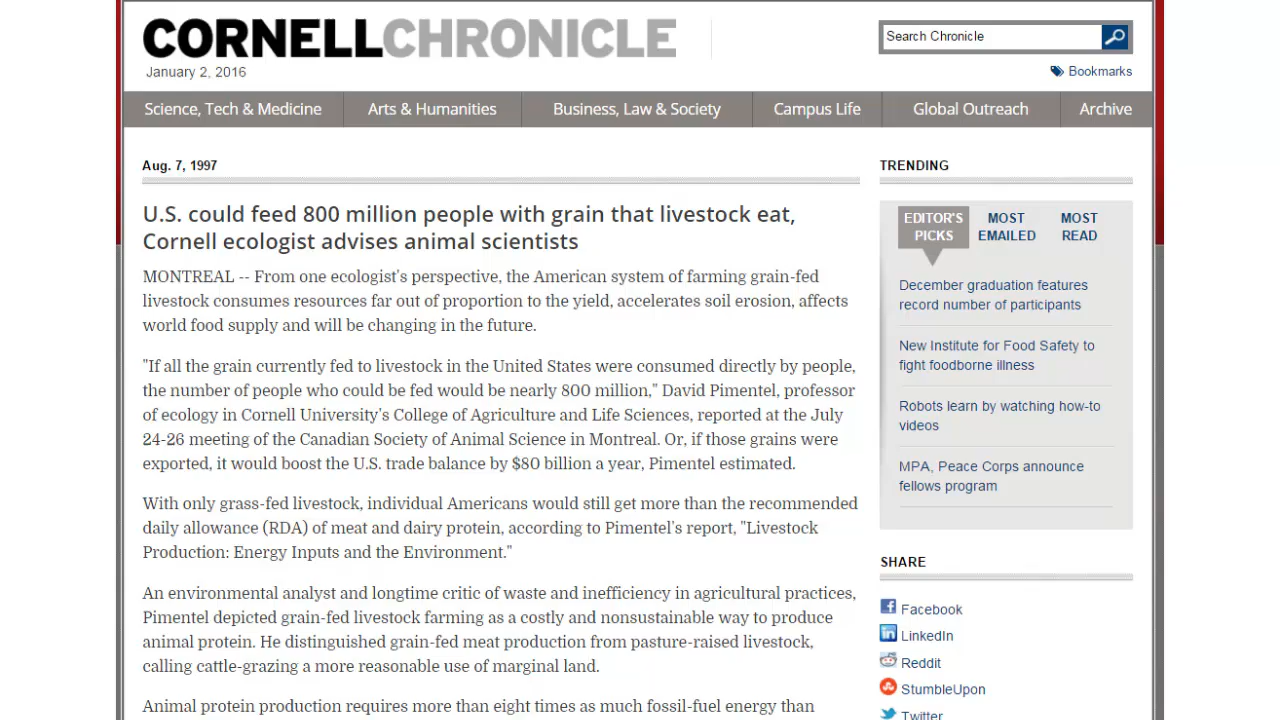 CORNELLCHRONICLE
January 2, 2016
Search Chronicle
Bookmarks
Science, Tech & Medicine
Arts & Humanities
Business, Law & Society
Campus Life
Global Outreach
Archive
Aug. 7, 1997
U.S. could feed 800 million people with grain that livestock eat,
Cornell ecologist advises animal scientists
MONTREAL -- From one ecologist's perspective, the American system of farming grain-fed
livestock consumes resources far out of proportion to the yield, accelerates soil erosion, affects
world food supply and will be changing in the future.
"If all the grain currently fed to livestock in the United States were consumed directly by people,
the number of people who could be fed would be nearly 800 million," David Pimentel, professor
of ecology in Cornell University's College of Agriculture and Life Sciences, reported at the July
24-26 meeting of the Canadian Society of Animal Science in Montreal. Or, if those grains were
exported, it would boost the U.S. trade balance by $80 billion a year, Pimentel estimated.
With only grass-fed livestock, individual Americans would still get more than the recommended
daily allowance (RDA) of meat and dairy protein, according to Pimentel's report, "Livestock
Production: Energy Inputs and the Environment."
An environmental analyst and longtime critic of waste and inefficiency in agricultural practices,
Pimentel depicted grain-fed livestock farming as a costly and nonsustainable way to produce
animal protein. He distinguished grain-fed meat production from pasture-raised livestock,
calling cattle-grazing a more reasonable use of marginal land.
Animal protein production requires more than eight times as much fossil-fuel energy than
TRENDING
EDITOR'S
PICKS
MOST
EMAILED
MOST
READ
December graduation features
record number of participants
New Institute for Food Safety to
fight foodborne illness
Robots learn by watching how-to
videos
MPA, Peace Corps announce
fellows program
SHARE
Facebook
LinkedIn
Reddit
StumbleUpon
Twitter